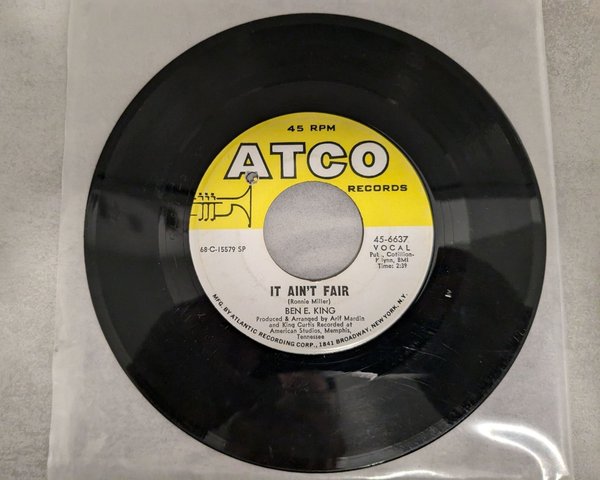 45 RPM
ATCO
RECORDS
68-C-15579 SP
45-6637
VOCAL
Pub., Cotillion-
BMI
Time: 2:39
IT AIN'T FAIR
(Ronnie Miller)
BEN E. KING
Produced & Arranged by Arif Mardin
and King Curtis Recorded at
American Studios, Memphis,
Tennessee
MFG. BY ATLANTIC RECORDING CORP., 1841 BROADWAY, NEW YORK, N.Y.